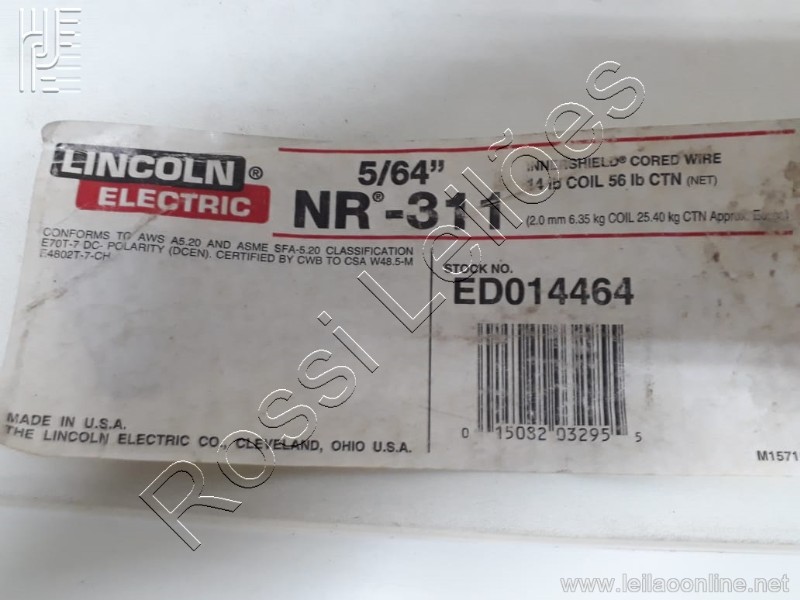 LINCOLN®
ELECTRIC
5/64"
NR®-311
INNERSHIELD® CORED WIRE
14 lb COIL 56 lb CTN (NET)
(2.0 mm 6.35 kg COIL 25.40 kg CTN Approx.
CONFORMS TO AWS A5.20 AND ASME SFA-5.20 CLASSIFICATION
E70T-7 DC- POLARITY (DCEN). CERTIFIED BY CWB TO CSA W48.5-M
E4802T-7-CH
STOCK NO.
ED014464
0 15082 03295 5
MADE IN U.S.A.
THE LINCOLN ELECTRIC CO., CLEVELAND, OHIO U.S.A.
M1571
Rossi Leilões
www.leilaoonline.net